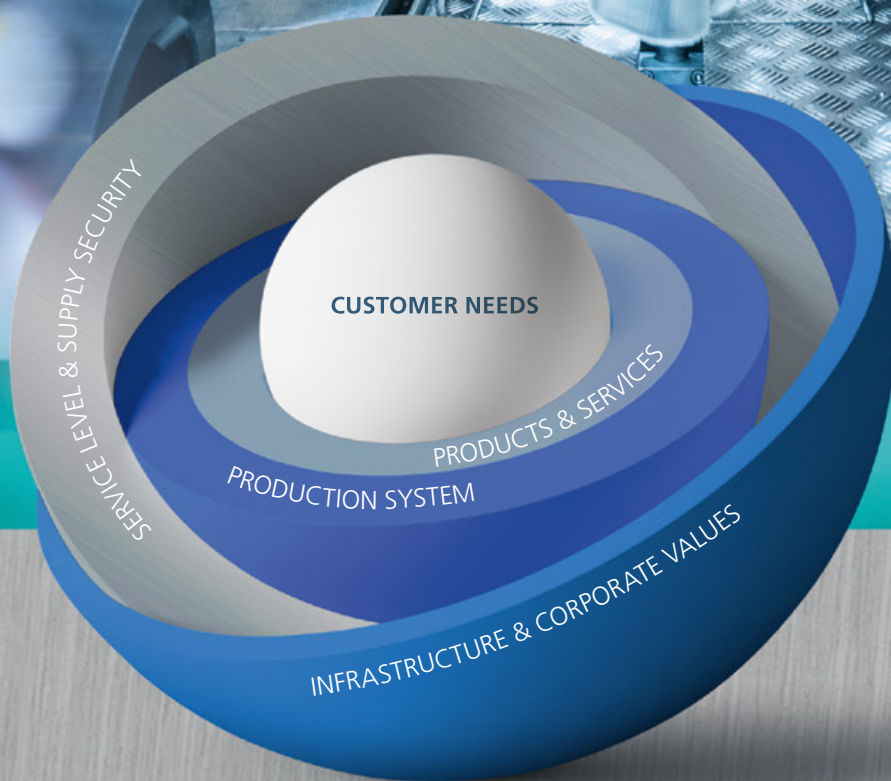 CUSTOMER NEEDS
PRODUCTS & SERVICES
PRODUCTION SYSTEM
SERVICE LEVEL & SUPPLY SECURITY
INFRASTRUCTURE & CORPORATE VALUES